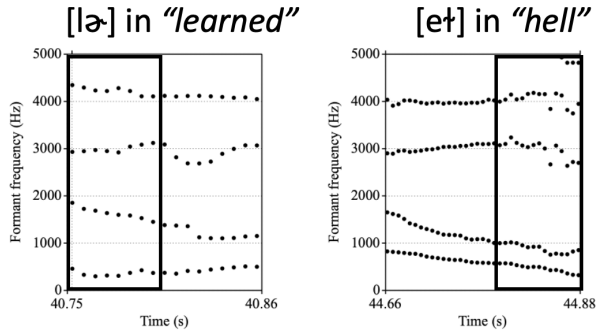 [lɚ] in “learned”
[eɫ] in “hell”
Formant frequency (Hz)
5000
4000
3000
2000
1000
0
40.75
40.86
Time (s)
Formant frequency (Hz)
5000
4000
3000
2000
1000
0
44.66
44.88
Time (s)